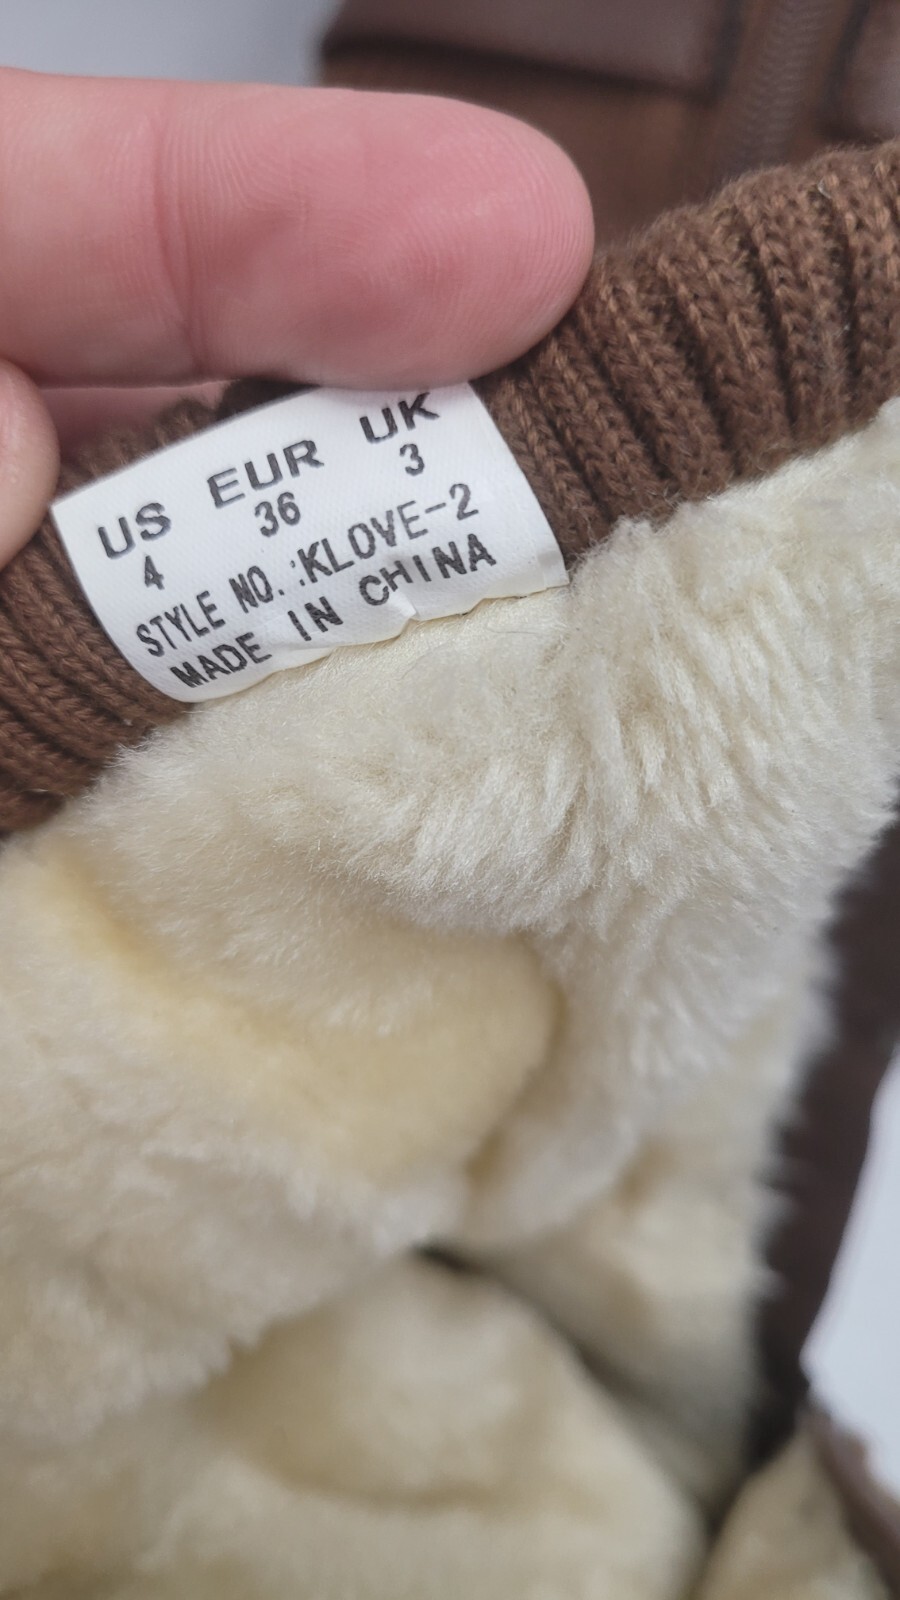 US EUR UK
4 36 3
STYLE NO.:KLOVE-2
MADE IN CHINA